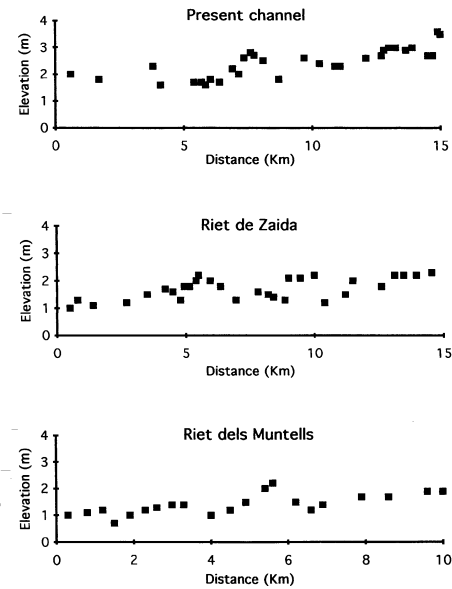 Present channel
Elevation (m)
4
3
2
1
0
0 5 10 15
Distance (Km)
Riet de Zaida
Elevation (m)
4
3
2
1
0
0 5 10 15
Distance (Km)
Riet dels Muntells
Elevation (m)
4
3
2
1
0
0 2 4 6 8 10
Distance (Km)